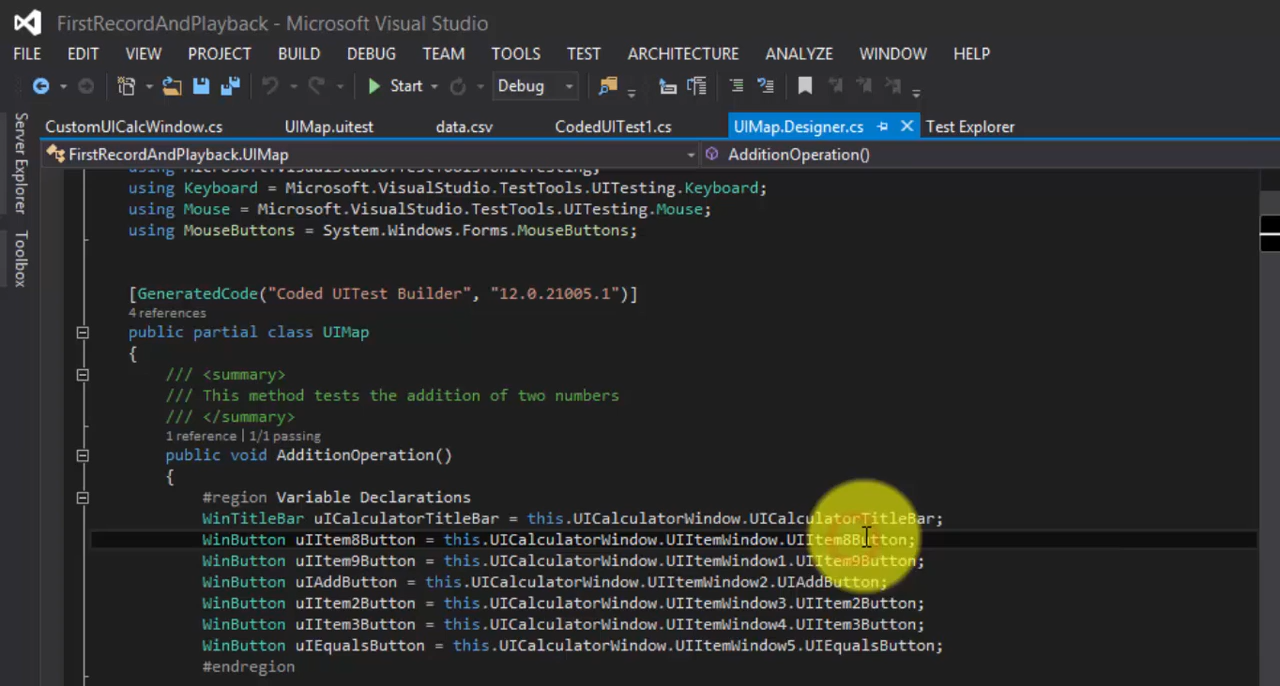 FirstRecordAndPlayback - Microsoft Visual Studio
FILE EDIT VIEW PROJECT BUILD DEBUG TEAM TOOLS TEST ARCHITECTURE ANALYZE WINDOW HELP
Start Debug
Server Explorer
Toolbox
CustomUICalcWindow.cs UIMap.uitest data.csv CodedUITest1.cs UIMap.Designer.cs Test Explorer
FirstRecordAndPlayback.UIMap AdditionOperation()
using Microsoft.VisualStudio.TestTools.UnitTesting;
using Keyboard = Microsoft.VisualStudio.TestTools.UITesting.Keyboard;
using Mouse = Microsoft.VisualStudio.TestTools.UITesting.Mouse;
using MouseButtons = System.Windows.Forms.MouseButtons;
[GeneratedCode("Coded UITest Builder", "12.0.21005.1")]
4 references
public partial class UIMap
{
/// <summary>
/// This method tests the addition of two numbers
/// </summary>
1 reference | 1/1 passing
public void AdditionOperation()
{
#region Variable Declarations
WinTitleBar uICalculatorTitleBar = this.UICalculatorWindow.UICalculatorTitleBar;
WinButton uIItem8Button = this.UICalculatorWindow.UIItemWindow.UIItem8Button;
WinButton uIItem9Button = this.UICalculatorWindow.UIItemWindow1.UIItem9Button;
WinButton uIAddButton = this.UICalculatorWindow.UIItemWindow2.UIAddButton;
WinButton uIItem2Button = this.UICalculatorWindow.UIItemWindow3.UIItem2Button;
WinButton uIItem3Button = this.UICalculatorWindow.UIItemWindow4.UIItem3Button;
WinButton uIEqualsButton = this.UICalculatorWindow.UIItemWindow5.UIEqualsButton;
#endregion